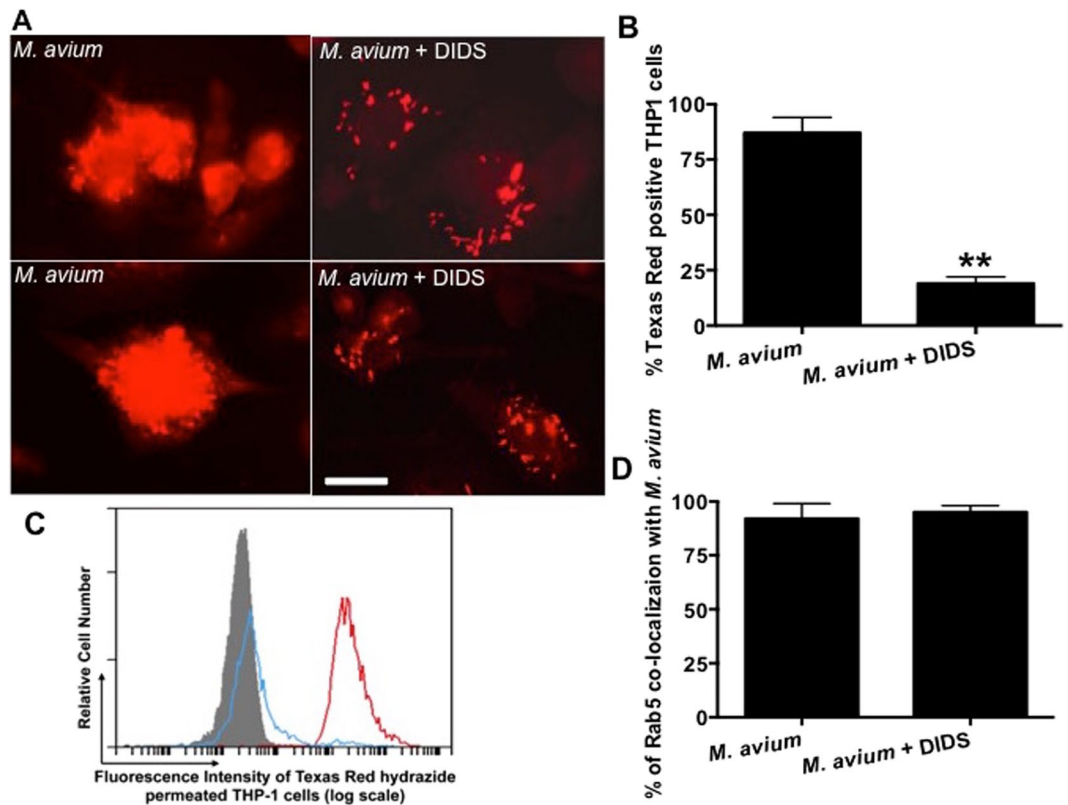 A
M. avium
M. avium + DIDS
M. avium
M. avium + DIDS
B
% Texas Red positive THP1 cells
100
75
50
25
0
**
M. avium
M. avium + DIDS
C
Relative Cell Number
Fluorescence Intensity of Texas Red hydrazide
permeated THP-1 cells (log scale)
D
% of Rab5 co-localizaion with M. avium
100
75
50
25
0
M. avium
M. avium + DIDS